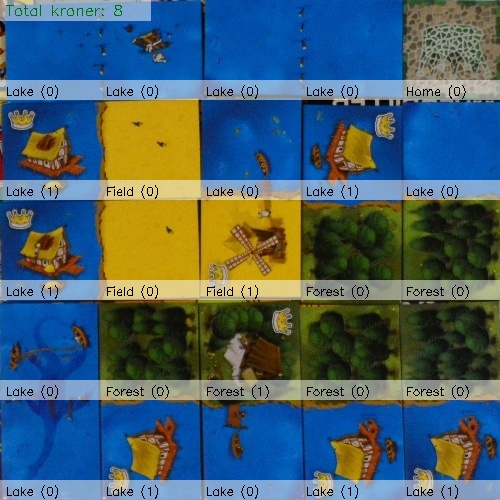 Total kroner: 8
Lake (0) Lake (0) Lake (0) Lake (0) Home (0)
Lake (1) Field (0) Lake (0) Lake (1) Lake (0)
Lake (1) Field (0) Field (1) Forest (0) Forest (0)
Lake (0) Forest (0) Forest (1) Forest (0) Forest (0)
Lake (0) Lake (1) Lake (0) Lake (1) Lake (1)